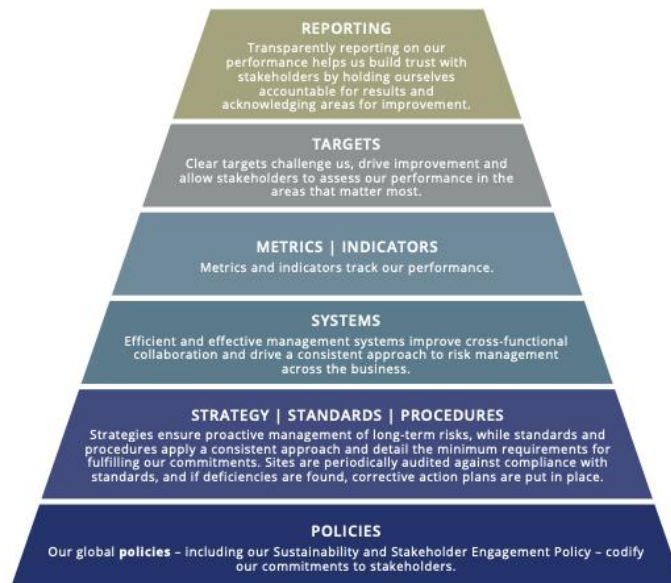 REPORTING
Transparently reporting on our
performance helps us build trust with
stakeholders by holding ourselves
accountable for results and
acknowledging areas for improvement.
TARGETS
Clear targets challenge us, drive improvement and
allow stakeholders to assess our performance in the
areas that matter most.
METRICS | INDICATORS
Metrics and indicators track our performance.
SYSTEMS
Efficient and effective management systems improve cross-functional
collaboration and drive a consistent approach to risk management
across the business.
STRATEGY | STANDARDS | PROCEDURES
Strategies ensure proactive management of long-term risks, while standards and
procedures apply a consistent approach and detail the minimum requirements for
fulfilling our commitments. Sites are periodically audited against compliance with
standards, and if deficiencies are found, corrective action plans are put in place.
POLICIES
Our global policies – including our Sustainability and Stakeholder Engagement Policy – codify
our commitments to stakeholders.